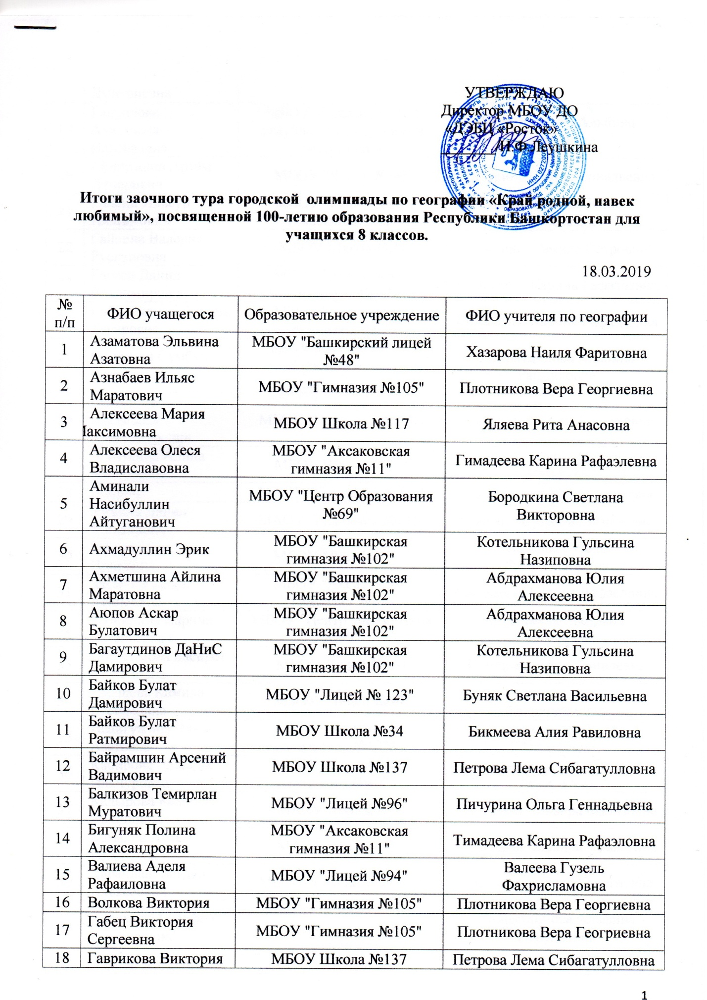 УТВЕРЖДАЮ
Директор МБОУ ДО
«ДЭБЦ «Росток»
/И.Ф.Леушкина
Итоги заочного тура городской олимпиады по географии «Край родной, навек
любимый», посвященной 100-летию образования Республики Башкортостан для
учащихся 8 классов.
18.03.2019
№
п/п
ФИО учащегося
Образовательное учреждение
ФИО учителя по географии
1
Азаматова Эльвина
Азатовна
МБОУ "Башкирский лицей
№48"
Хазарова Наиля Фаритовна
2
Азнабаев Ильяс
Маратович
МБОУ "Гимназия №105"
Плотникова Вера Георгиевна
3
Алексеева Мария
Максимовна
МБОУ Школа №117
Яляева Рита Анасовна
4
Алексеева Олеся
Владиславовна
МБОУ "Аксаковская
гимназия №11"
Гимадеева Карина Рафаэлевна
5
Аминали
Насибуллин
Айтуганович
МБОУ "Центр Образования
№69"
Бородкина Светлана
Викторовна
6
Ахмадуллин Эрик
МБОУ "Башкирская
гимназия №102"
Котельникова Гульсина
Назиповна
7
Ахметшина Айлина
Маратовна
МБОУ "Башкирская
гимназия №102"
Абдрахманова Юлия
Алексеевна
8
Аюпов Аскар
Булатович
МБОУ "Башкирская
гимназия №102"
Абдрахманова Юлия
Алексеевна
9
Багаутдинов ДаНиС
Дамирович
МБОУ "Башкирская
гимназия №102"
Котельникова Гульсина
Назиповна
10
Байков Булат
Дамирович
МБОУ "Лицей № 123"
Буняк Светлана Васильевна
11
Байков Булат
Ратмирович
МБОУ Школа №34
Бикмеева Алия Равиловна
12
Байрамшин Арсений
Вадимович
МБОУ Школа №137
Петрова Лема Сибагатулловна
13
Балкизов Темирлан
Муратович
МБОУ "Лицей №96"
Пичурина Ольга Геннадьевна
14
Бигуняк Полина
Александровна
МБОУ "Аксаковская
гимназия №11"
Тимадеева Карина Рафаэловна
15
Валиева Аделя
Рафаиловна
МБОУ "Лицей №94"
Валеева Гузель
Фахрисламовна
16
Волкова Виктория
МБОУ "Гимназия №105"
Плотникова Вера Георгиевна
17
Габец Виктория
Сергеевна
МБОУ "Гимназия №105"
Плотникова Вера Геогриевна
18
Гаврикова Виктория
МБОУ Школа №137
Петрова Лема Сибагатулловна
1